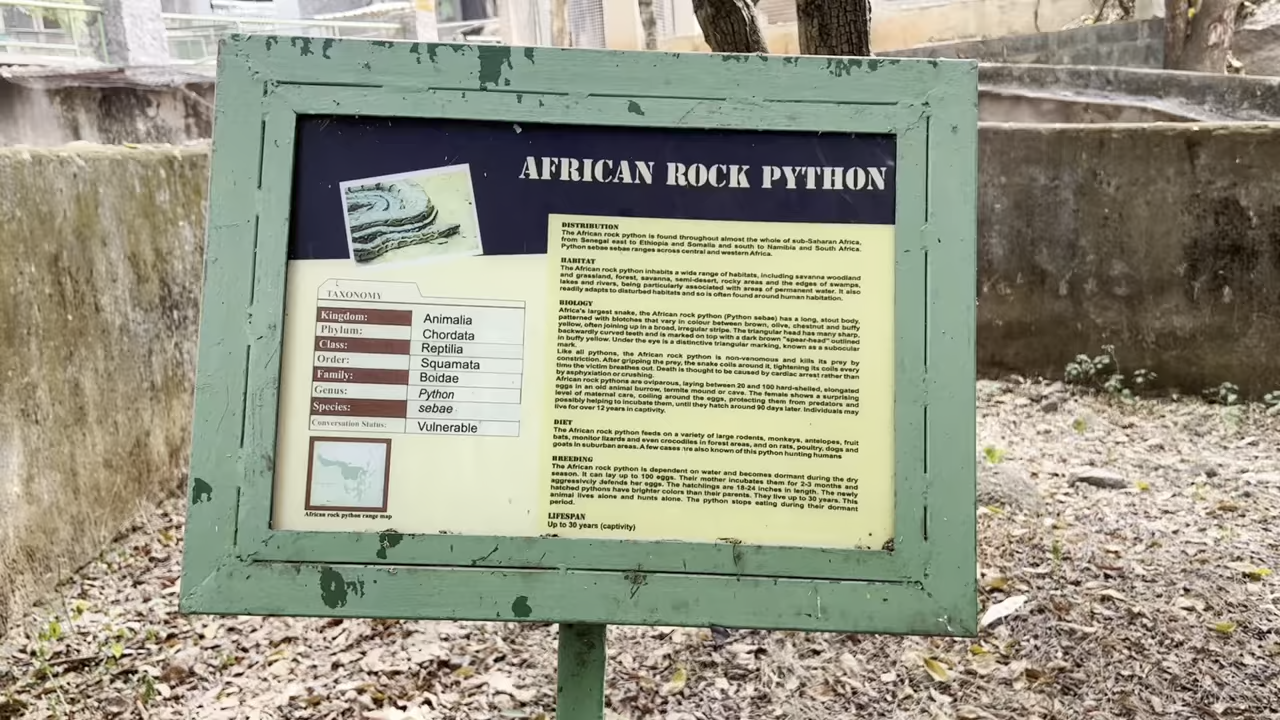 AFRICAN ROCK PYTHON
TAXONOMY
Kingdom: Animalia
Phylum: Chordata
Class: Reptilia
Order: Squamata
Family: Boidae
Genus: Python
Species: sebae
Conversation Status: Vulnerable
African rock python range map
DISTRIBUTION
The African rock python is found throughout almost the whole of sub-Saharan Africa,
from Senegal east to Ethiopia and Somalia and south to Namibia and South Africa.
Python sebae sebae ranges across central and western Africa.
HABITAT
The African rock python inhabits a wide range of habitats, including savanna woodland
and grassland, forest, savanna, semi-desert, rocky areas and the edges of swamps,
lakes and rivers, being particularly associated with areas of permanent water. It also
readily adapts to disturbed habitats and so is often found around human habitation.
BIOLOGY
Africa's largest snake, the African rock python (Python sebae) has a long, stout body,
patterned with blotches that vary in colour between brown, olive, chestnut and buffy
yellow, often joining up in a broad, irregular stripe. The triangular head has many sharp,
backwardly curved teeth and is marked on top with a dark brown "spear-head" outlined
in buffy yellow. Under the eye is a distinctive triangular marking, known as a subocular
mark.
Like all pythons, the African rock python is non-venomous and kills its prey by
constriction. After gripping the prey, the snake coils around it, tightening its coils every
time the victim breathes out. Death is thought to be caused by cardiac arrest rather than
by asphyxiation or crushing.
African rock pythons are oviparous, laying between 20 and 100 hard-shelled, elongated
eggs in an old animal burrow, termite mound or cave. The female shows a surprising
level of maternal care, coiling around the eggs, protecting them from predators and
possibly helping to incubate them, until they hatch around 90 days later. Individuals may
live for over 12 years in captivity.
DIET
The African rock python feeds on a variety of large rodents, monkeys, antelopes, fruit
bats, monitor lizards and even crocodiles in forest areas, and on rats, poultry, dogs and
goats in suburban areas. A few cases are also known of this python hunting humans
BREEDING
The African rock python is dependent on water and becomes dormant during the dry
season. It can lay up to 100 eggs. Their mother incubates them for 2-3 months and
aggressively defends her eggs. The hatchlings are 18-24 inches in length. The newly
hatched pythons have brighter colors than their parents. They live up to 30 years. This
animal lives alone and hunts alone. The python stops eating during their dormant
period.
LIFESPAN
Up to 30 years (captivity)